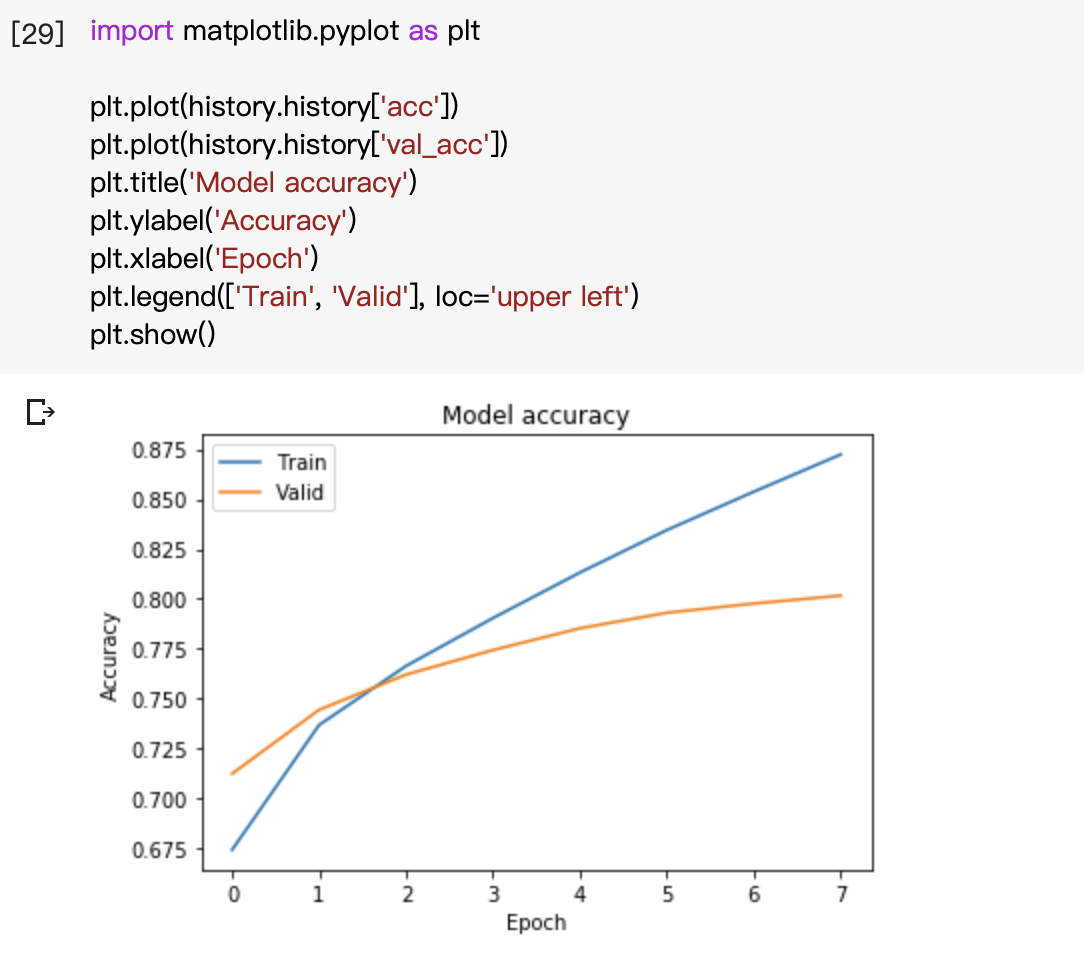 [29] import matplotlib.pyplot as plt
plt.plot(history.history['acc'])
plt.plot(history.history['val_acc'])
plt.title('Model accuracy')
plt.ylabel('Accuracy')
plt.xlabel('Epoch')
plt.legend(['Train', 'Valid'], loc='upper left')
plt.show()
Model accuracy
Train
Valid
0.875
0.850
0.825
0.800
0.775
0.750
0.725
0.700
0.675
Accuracy
0 1 2 3 4 5 6 7
Epoch